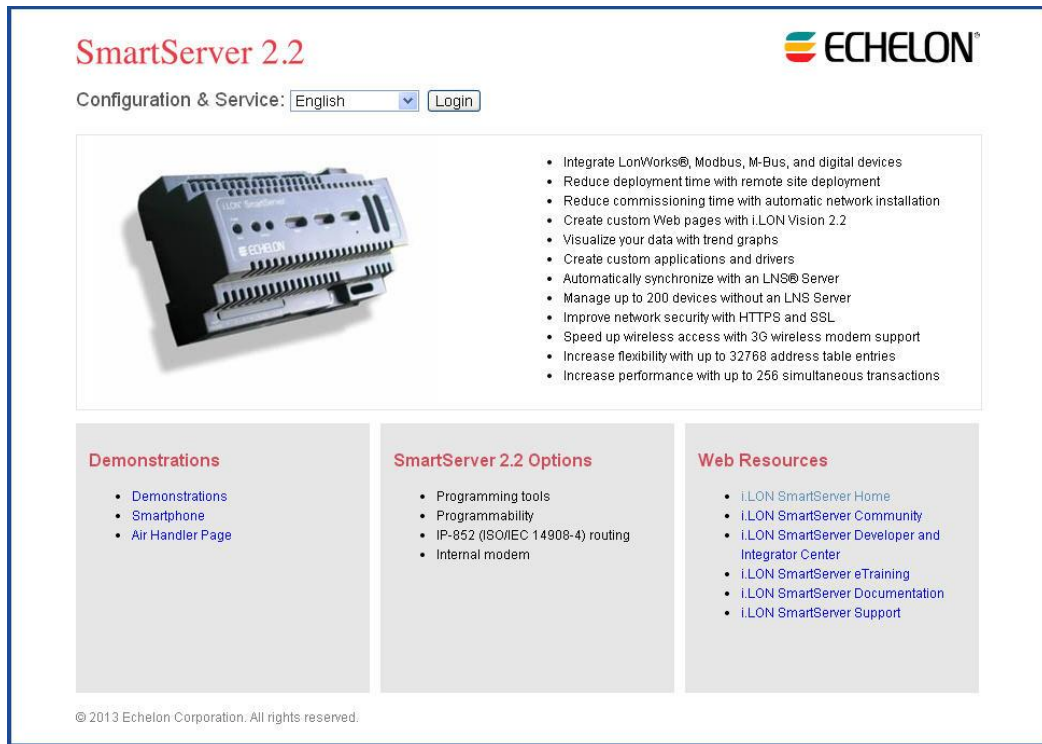 SmartServer 2.2
ECHELON®
Configuration & Service: English Login
i.LON® SmartServer
ECHELON
• Integrate LonWorks®, Modbus, M-Bus, and digital devices
• Reduce deployment time with remote site deployment
• Reduce commissioning time with automatic network installation
• Create custom Web pages with i.LON Vision 2.2
• Visualize your data with trend graphs
• Create custom applications and drivers
• Automatically synchronize with an LNS® Server
• Manage up to 200 devices without an LNS Server
• Improve network security with HTTPS and SSL
• Speed up wireless access with 3G wireless modem support
• Increase flexibility with up to 32768 address table entries
• Increase performance with up to 256 simultaneous transactions
Demonstrations
• Demonstrations
• Smartphone
• Air Handler Page
SmartServer 2.2 Options
• Programming tools
• Programmability
• IP-852 (ISO/IEC 14908-4) routing
• Internal modem
Web Resources
• i.LON SmartServer Home
• i.LON SmartServer Community
• i.LON SmartServer Developer and
Integrator Center
• i.LON SmartServer eTraining
• i.LON SmartServer Documentation
• i.LON SmartServer Support
© 2013 Echelon Corporation. All rights reserved.